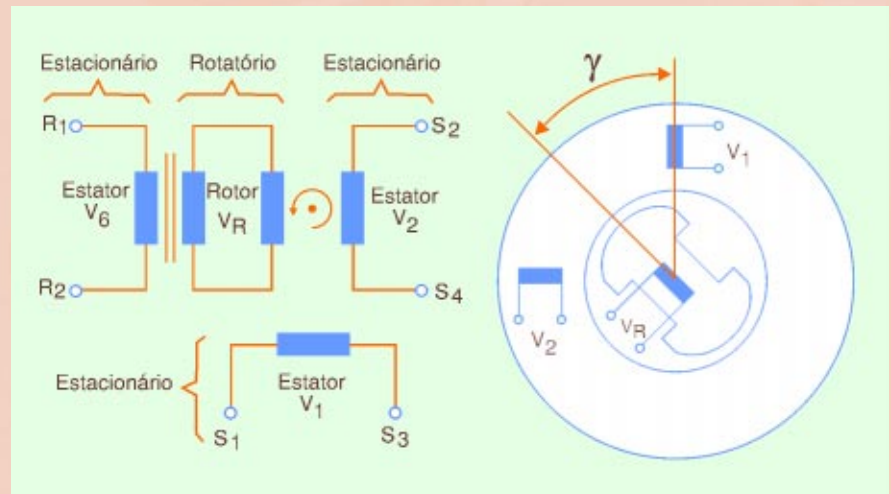 Estacionário Rotatório Estacionário
R1 S2
Estator V6
Rotor VR
Estator V2
R2 S4
Estacionário
Estator V1
S1 S3
γ
V1
V2
VR